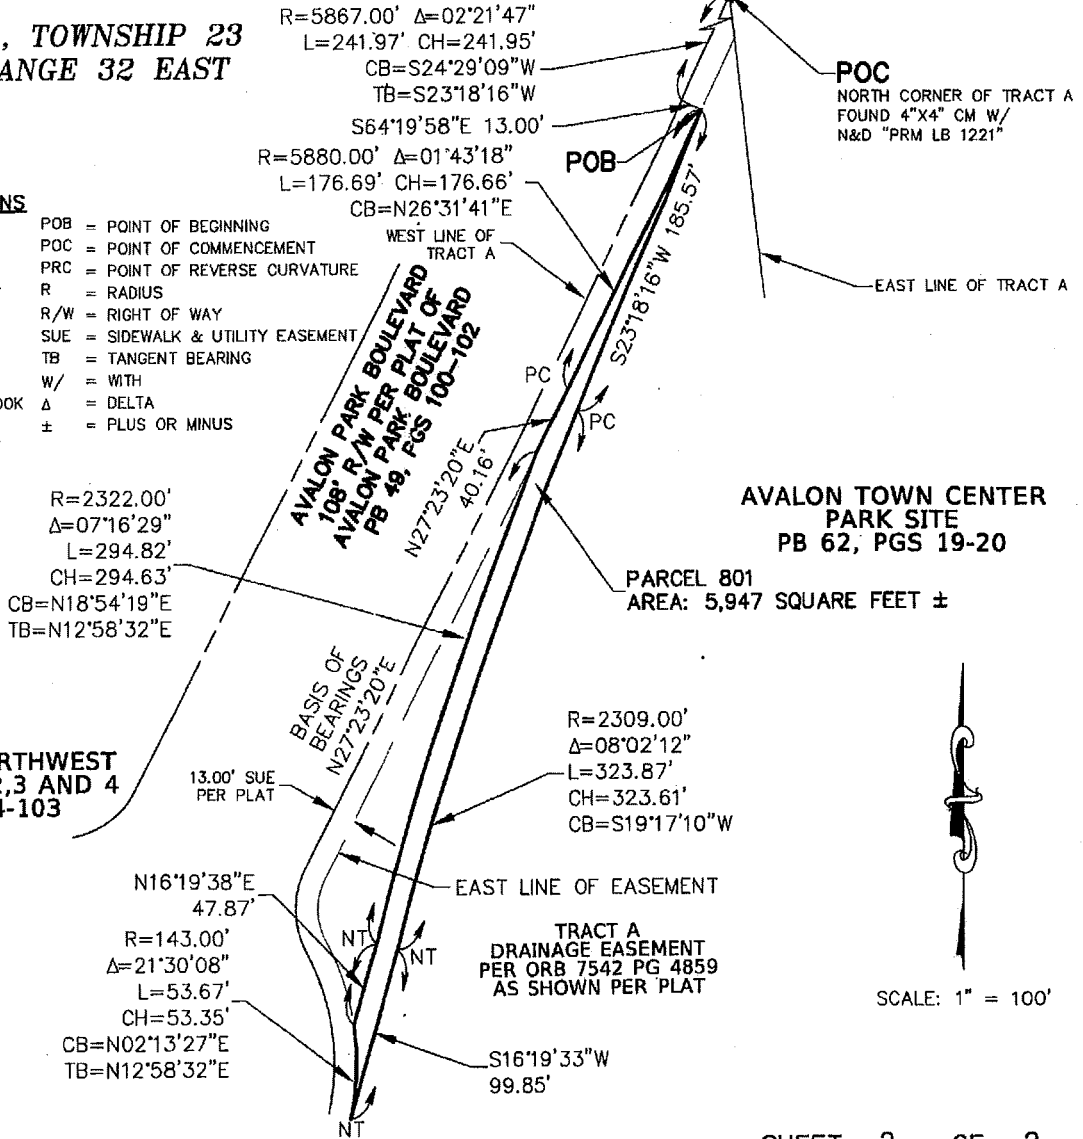 , TOWNSHIP 23
ANGE 32 EAST
R=5867.00' Δ=02°21'47"
L=241.97' CH=241.95'
CB=S24°29'09"W
TB=S23°18'16"W
S64°19'58"E 13.00'
R=5880.00' Δ=01°43'18"
L=176.69' CH=176.66'
CB=N26°31'41"E
WEST LINE OF
TRACT A
POC
NORTH CORNER OF TRACT A
FOUND 4"X4" CM W/
N&D "PRM LB 1221"
POB
S23°18'16"W 185.57'
EAST LINE OF TRACT A
NS
POB = POINT OF BEGINNING
POC = POINT OF COMMENCEMENT
PRC = POINT OF REVERSE CURVATURE
R = RADIUS
R/W = RIGHT OF WAY
SUE = SIDEWALK & UTILITY EASEMENT
TB = TANGENT BEARING
W/ = WITH
OOK Δ = DELTA
± = PLUS OR MINUS
AVALON PARK BOULEVARD
108' R/W PER PLAT OF
AVALON PARK BOULEVARD
PB 49, PGS 100-102
PC
PC
N27°23'20"E
40.16'
R=2322.00'
Δ=07°16'29"
L=294.82'
CH=294.63'
CB=N18°54'19"E
TB=N12°58'32"E
AVALON TOWN CENTER
PARK SITE
PB 62, PGS 19-20
PARCEL 801
AREA: 5,947 SQUARE FEET ±
BASIS OF
BEARINGS
N27°23'20"E
R=2309.00'
Δ=08°02'12"
L=323.87'
CH=323.61'
CB=S19°17'10"W
RTHWEST
2,3 AND 4
4-103
13.00' SUE
PER PLAT
EAST LINE OF EASEMENT
N16°19'38"E
47.87'
NT
NT
TRACT A
DRAINAGE EASEMENT
PER ORB 7542 PG 4859
AS SHOWN PER PLAT
R=143.00'
Δ=21°30'08"
L=53.67'
CH=53.35'
CB=N02°13'27"E
TB=N12°58'32"E
SCALE: 1" = 100'
S16°19'33"W
99.85'
NT